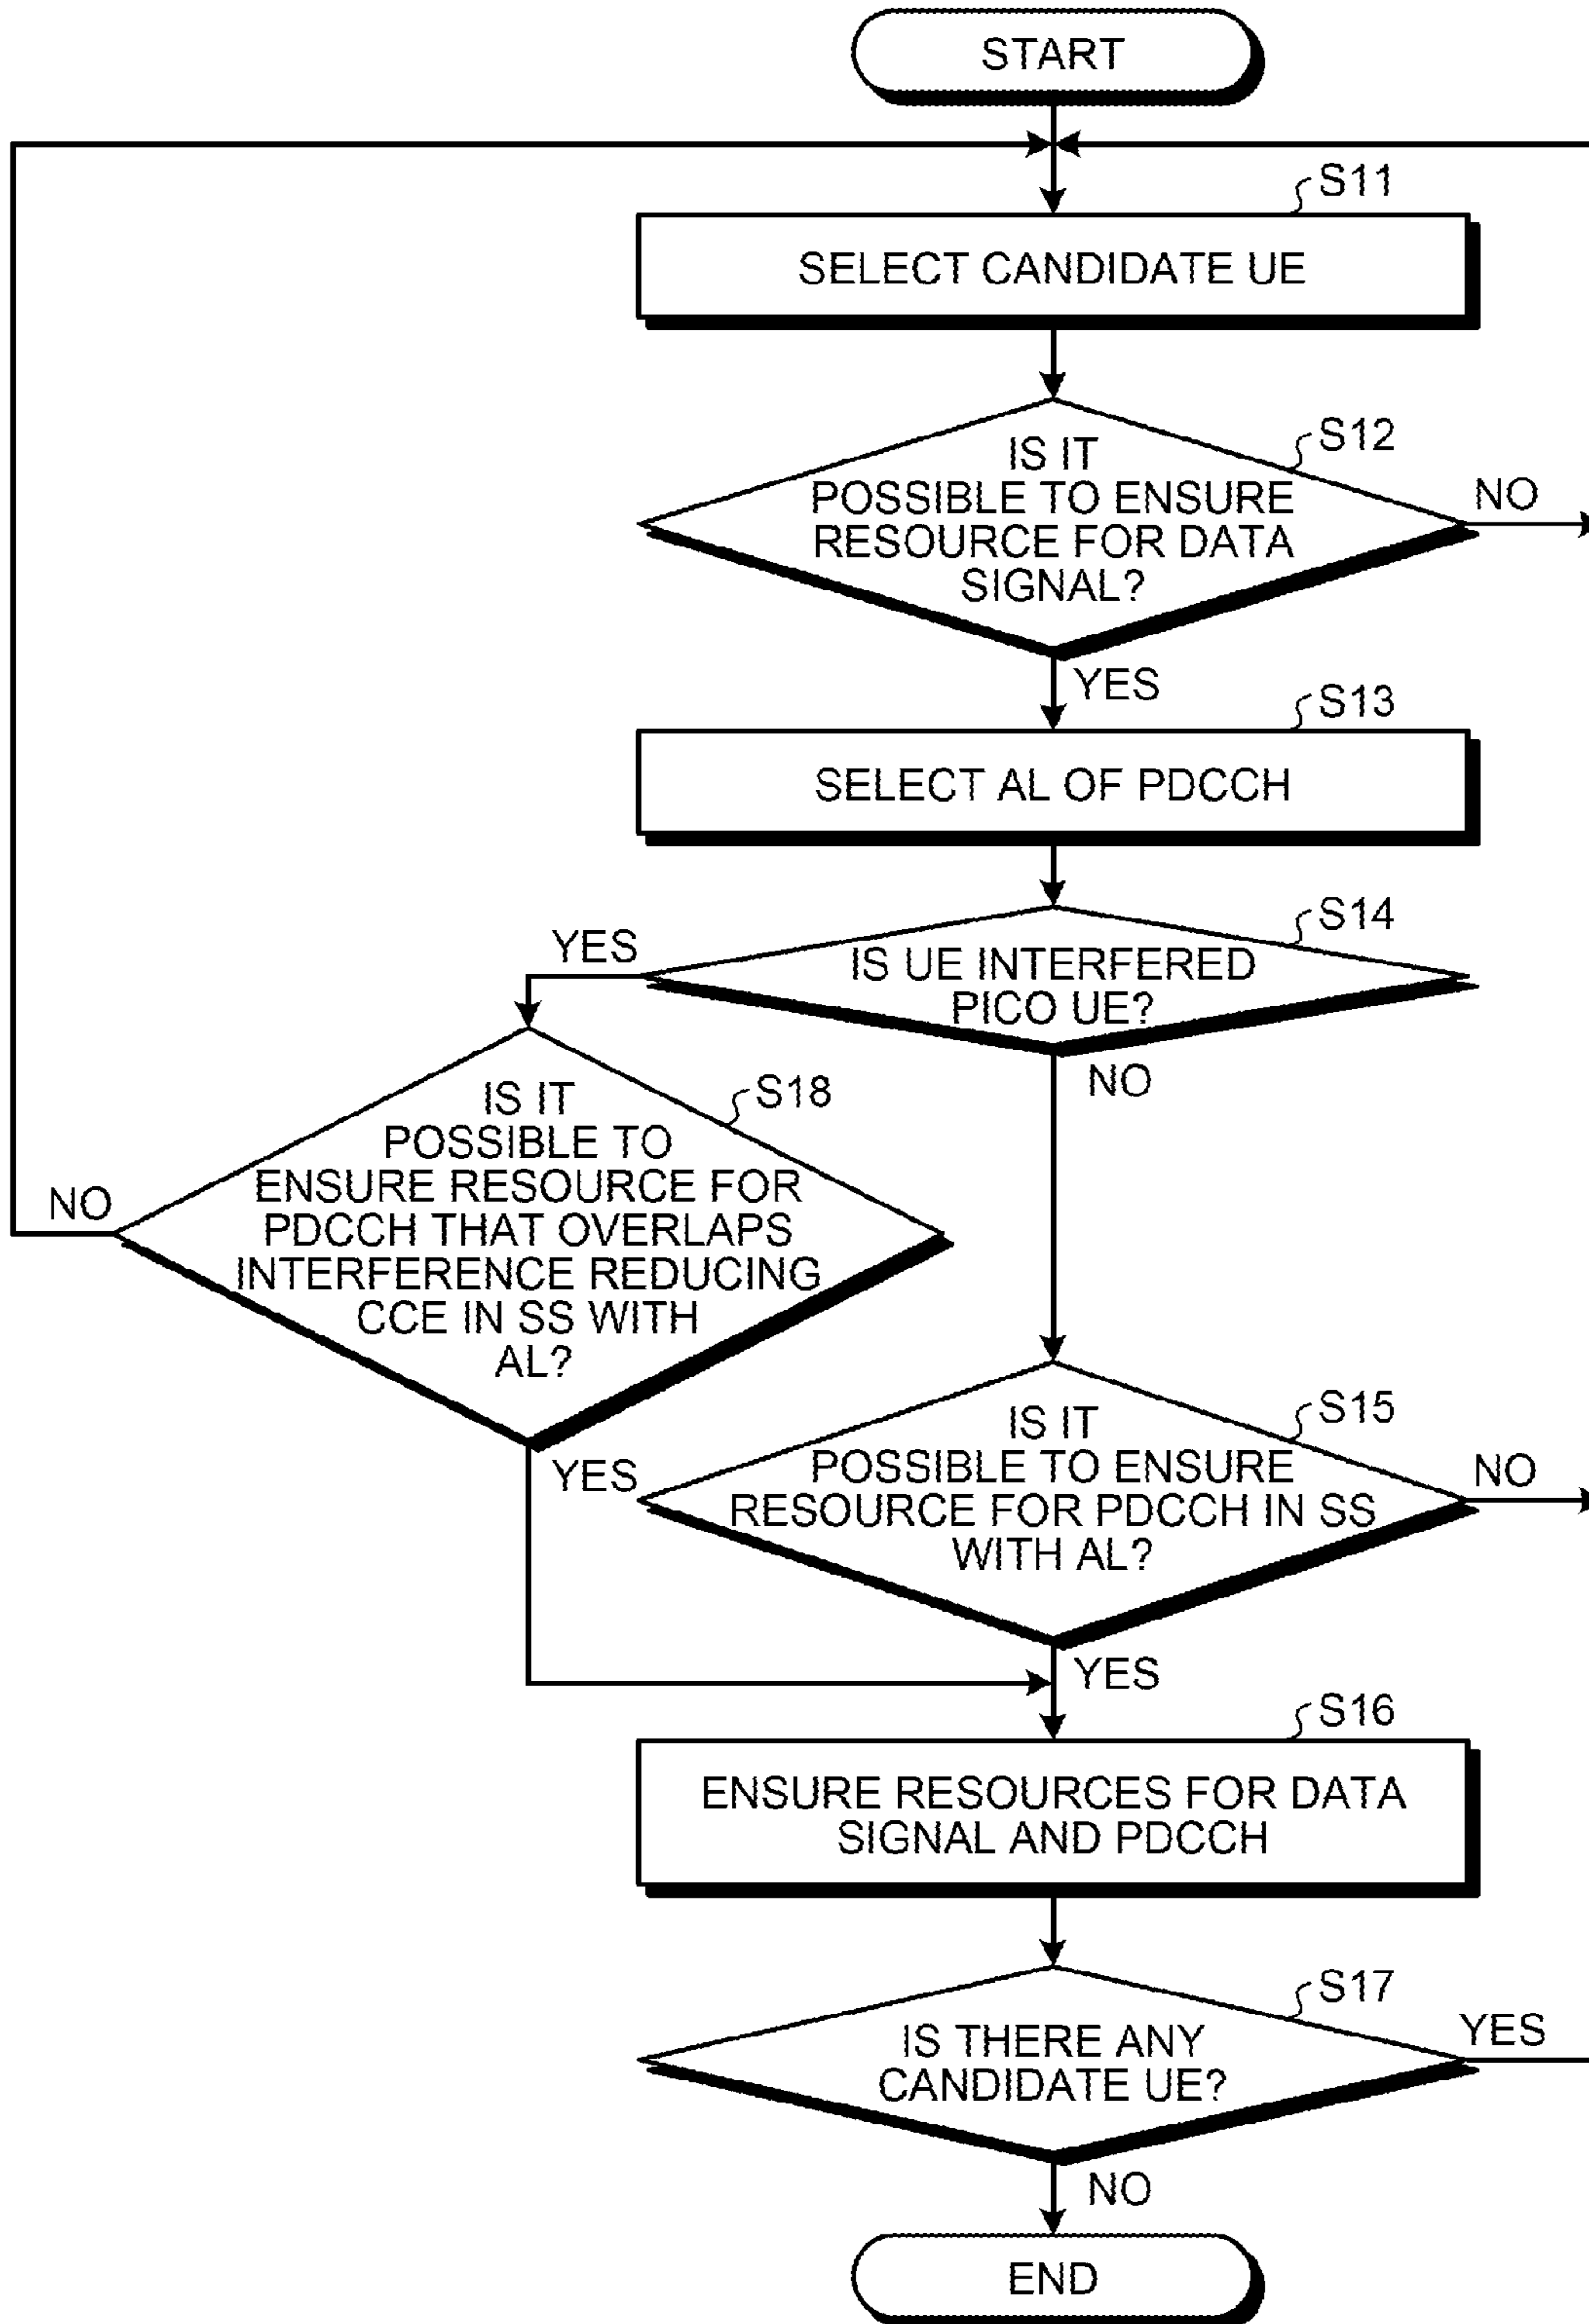 START
S11
SELECT CANDIDATE UE
S12
IS IT
POSSIBLE TO ENSURE
RESOURCE FOR DATA
SIGNAL?
NO
YES
S13
SELECT AL OF PDCCH
S14
IS UE INTERFERED
PICO UE?
YES
NO
S18
IS IT
POSSIBLE TO
ENSURE RESOURCE FOR
PDCCH THAT OVERLAPS
INTERFERENCE REDUCING
CCE IN SS WITH
AL?
NO
YES
S15
IS IT
POSSIBLE TO ENSURE
RESOURCE FOR PDCCH IN SS
WITH AL?
NO
YES
S16
ENSURE RESOURCES FOR DATA
SIGNAL AND PDCCH
S17
IS THERE ANY
CANDIDATE UE?
YES
NO
END